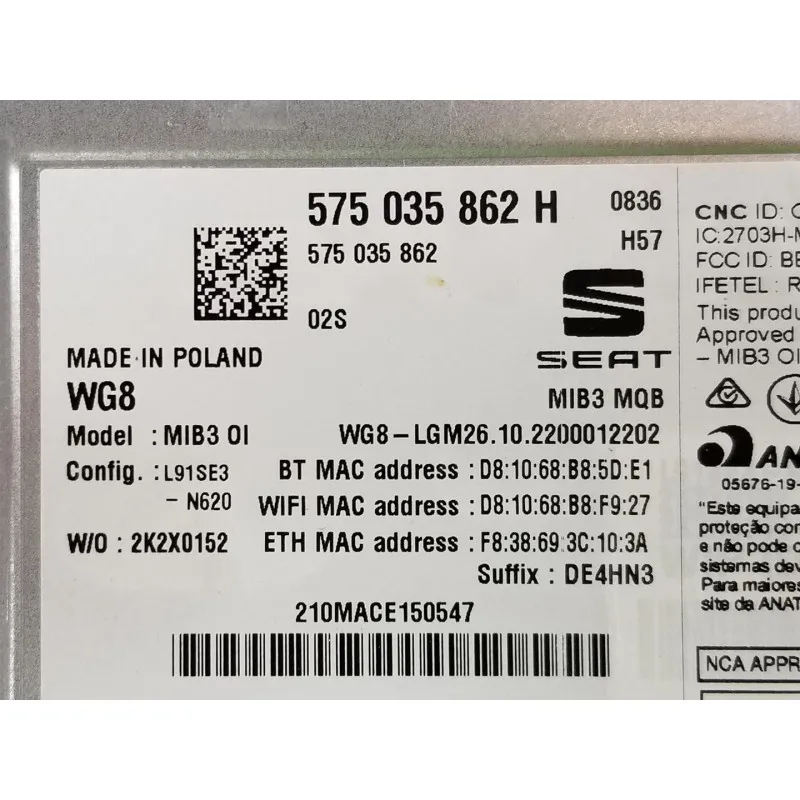 575 035 862 H 0836
575 035 862 H57
02S
SEAT
MADE IN POLAND
WG8 MIB3 MQB
Model : MIB3 OI WG8-LGM26.10.2200012202
Config. : L91SE3 BT MAC address : D8:10:68:B8:5D:E1
- N620 WIFI MAC address : D8:10:68:B8:F9:27
W/O : 2K2X0152 ETH MAC address : F8:38:69:3C:10:3A
Suffix : DE4HN3
210MACE150547
CNC ID:
IC:2703H-
FCC ID: BE
IFETEL : R
This produ
Approved
- MIB3 OI
ANA
05676-19-
"Este equipa
proteção con
e não pode c
sistemas dev
Para maiores
site da ANAT
NCA APPR